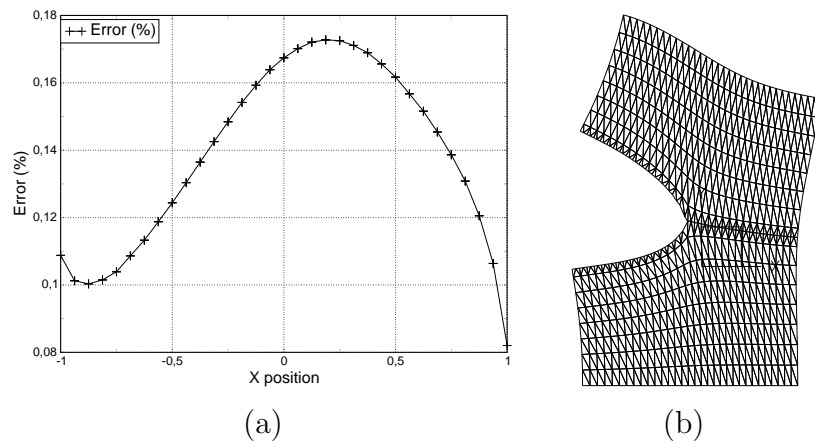 0,18
Error (%)
0,16
0,14
Error (%)
0,12
0,1
0,08
-1 -0,5 0 0,5 1
X position
(a) (b)